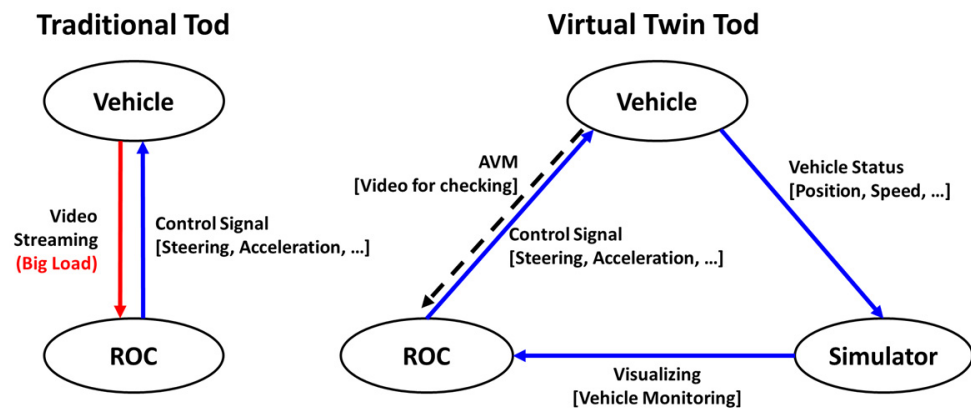 Traditional Tod
Vehicle
Video
Streaming
(Big Load)
Control Signal
[Steering, Acceleration, ...]
ROC
Virtual Twin Tod
Vehicle
AVM
[Video for checking]
Control Signal
[Steering, Acceleration, ...]
Vehicle Status
[Position, Speed, ...]
ROC
Simulator
Visualizing
[Vehicle Monitoring]